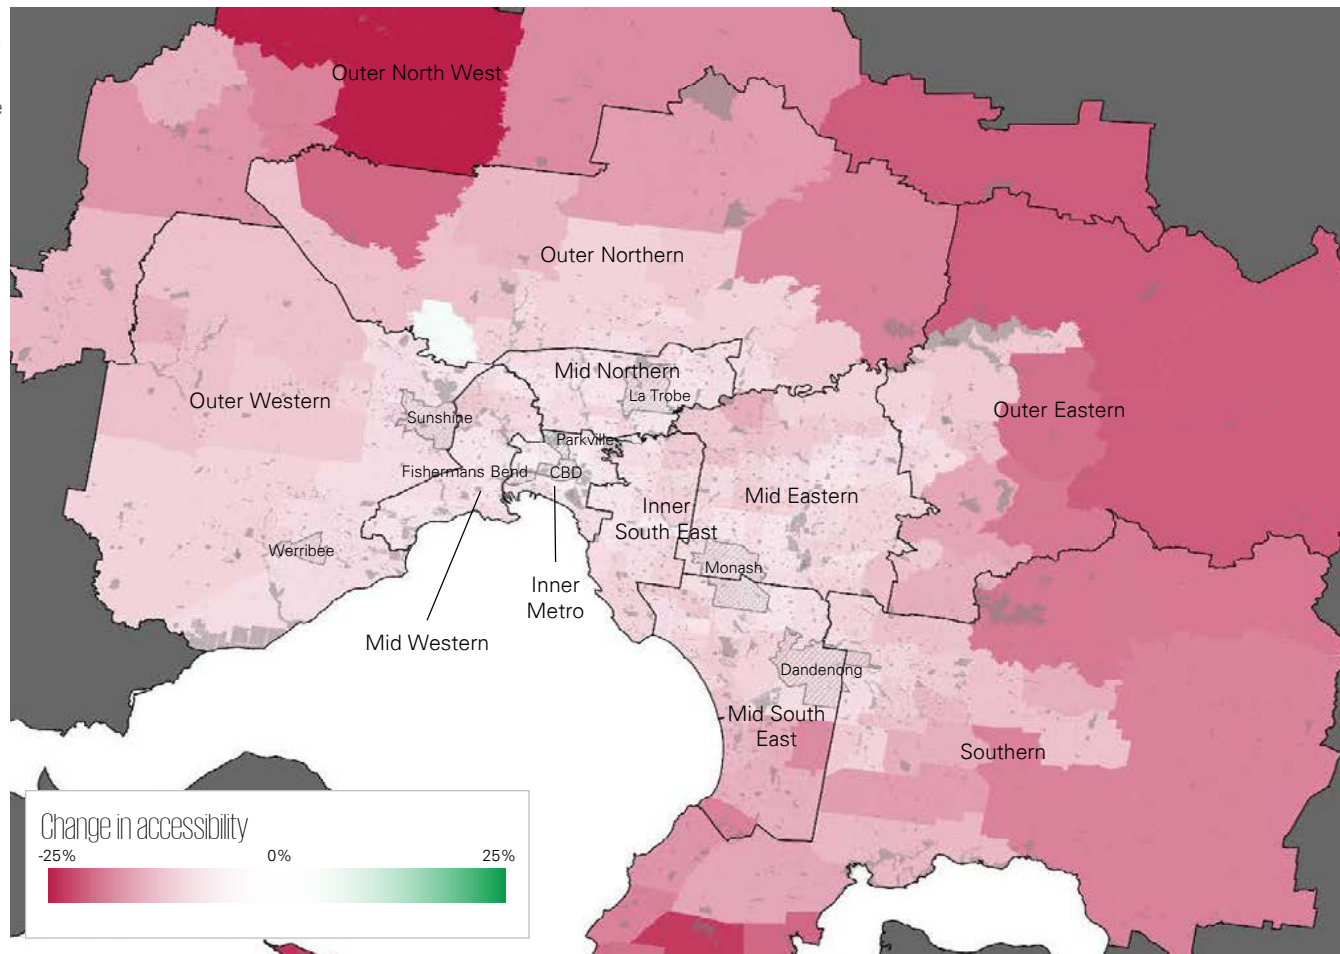 e
Outer North West
Outer Northern
Mid Northern
La Trobe
Outer Western
Sunshine
Outer Eastern
Parkville
Fishermans Bend
CBD
Mid Eastern
Inner
South East
Werribee
Monash
Inner
Metro
Mid Western
Dandenong
Mid South
East
Southern
Change in accessibility
-25% 0% 25%